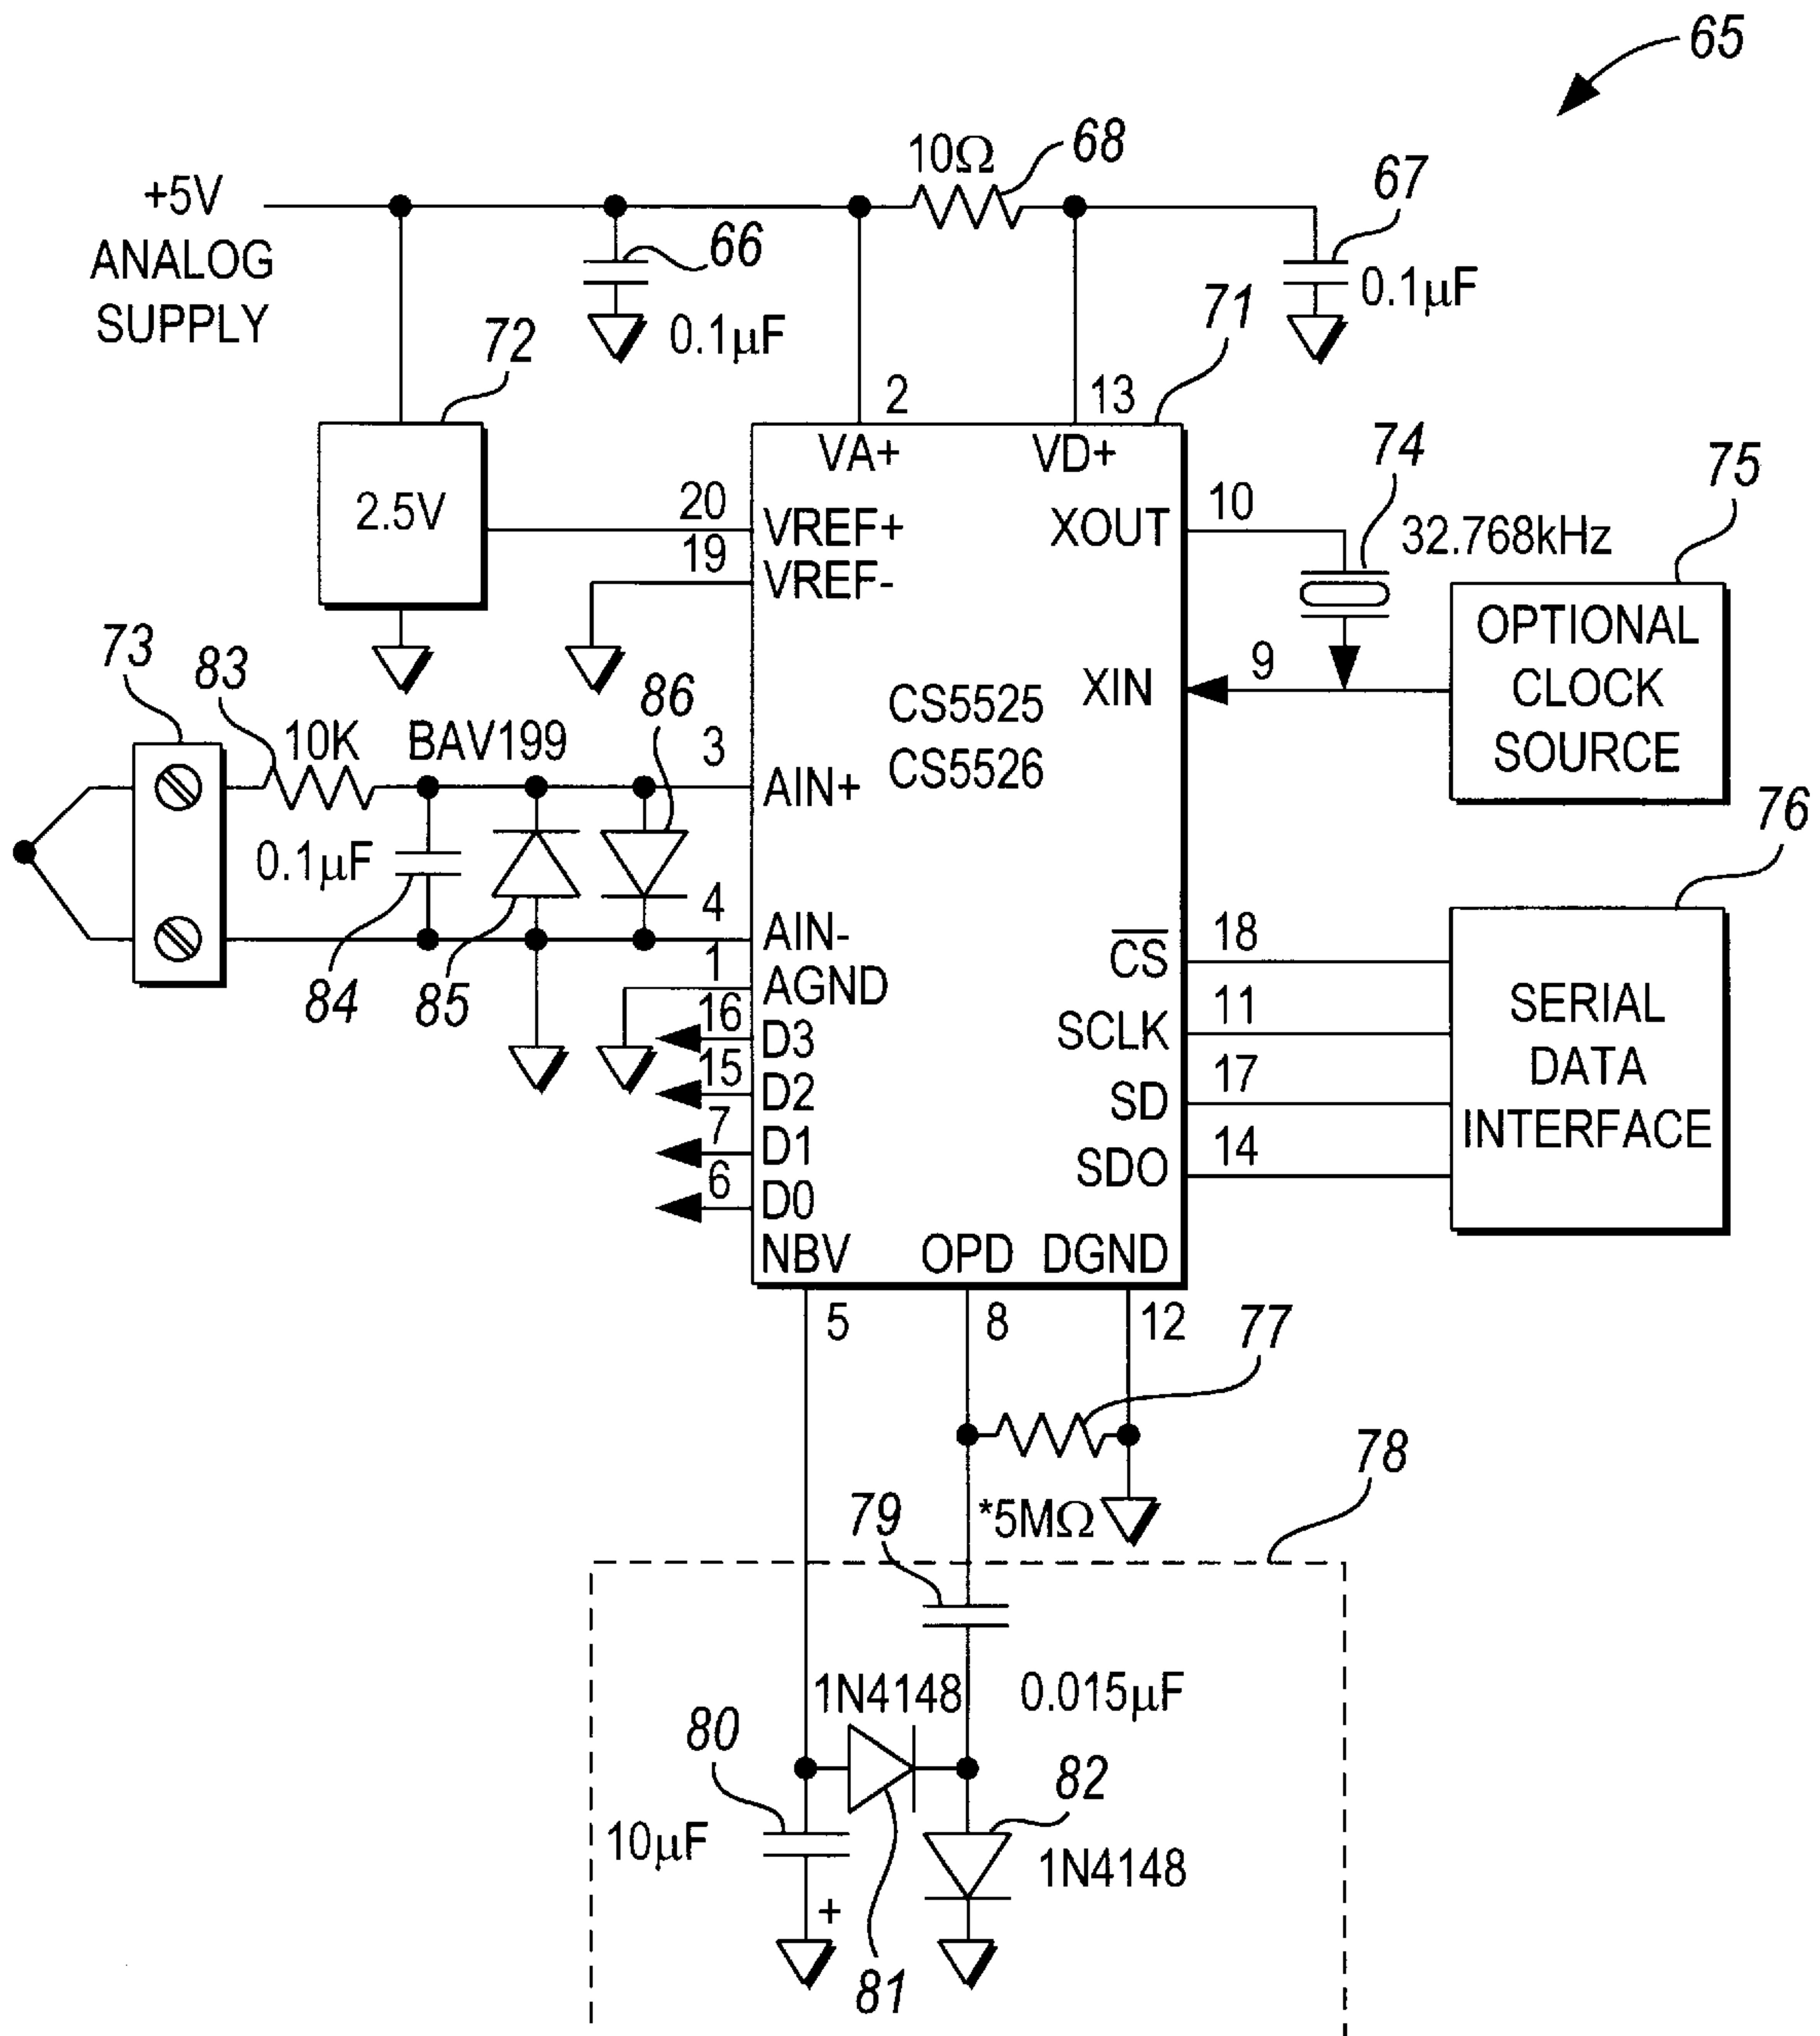 65
10Ω
68
67
+5V
ANALOG
SUPPLY
66
0.1µF
0.1µF
71
72
2
13
VA+
VD+
74
75
2.5V
20
VREF+
19
VREF-
10
XOUT
32.768kHz
OPTIONAL
CLOCK
SOURCE
73
83
86
9
XIN
CS5525
CS5526
10K
BAV199
3
AIN+
76
0.1µF
4
AIN-
84
85
1
AGND
16
D3
15
D2
7
D1
6
D0
18
CS
11
SCLK
17
SD
14
SDO
SERIAL
DATA
INTERFACE
NBV
OPD
DGND
5
8
12
77
78
79
*5MΩ
1N4148
0.015µF
80
82
10µF
1N4148
+
81